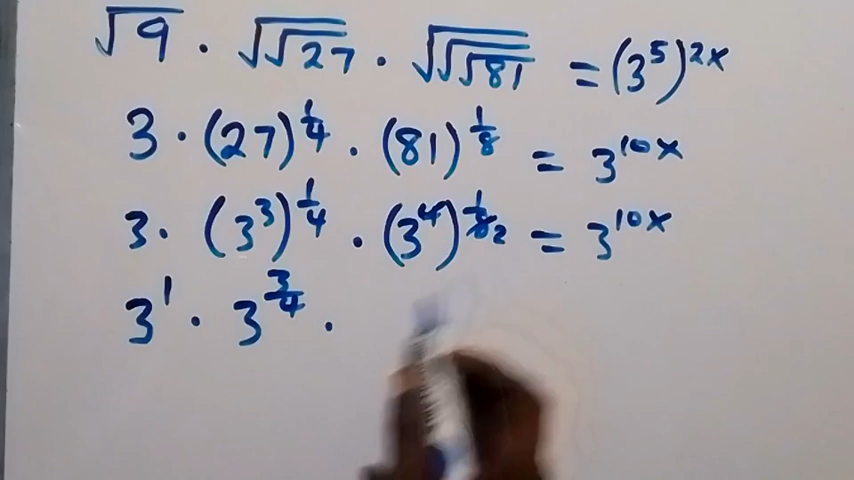 √9 · √√27 · √√√81 = (3⁵)²ˣ
3 · (27)^(1/4) · (81)^(1/8) = 3¹⁰ˣ
3 · (3³)^(1/4) · (3⁴)^(1/8 2) = 3¹⁰ˣ
3¹ · 3^(3/4) ·